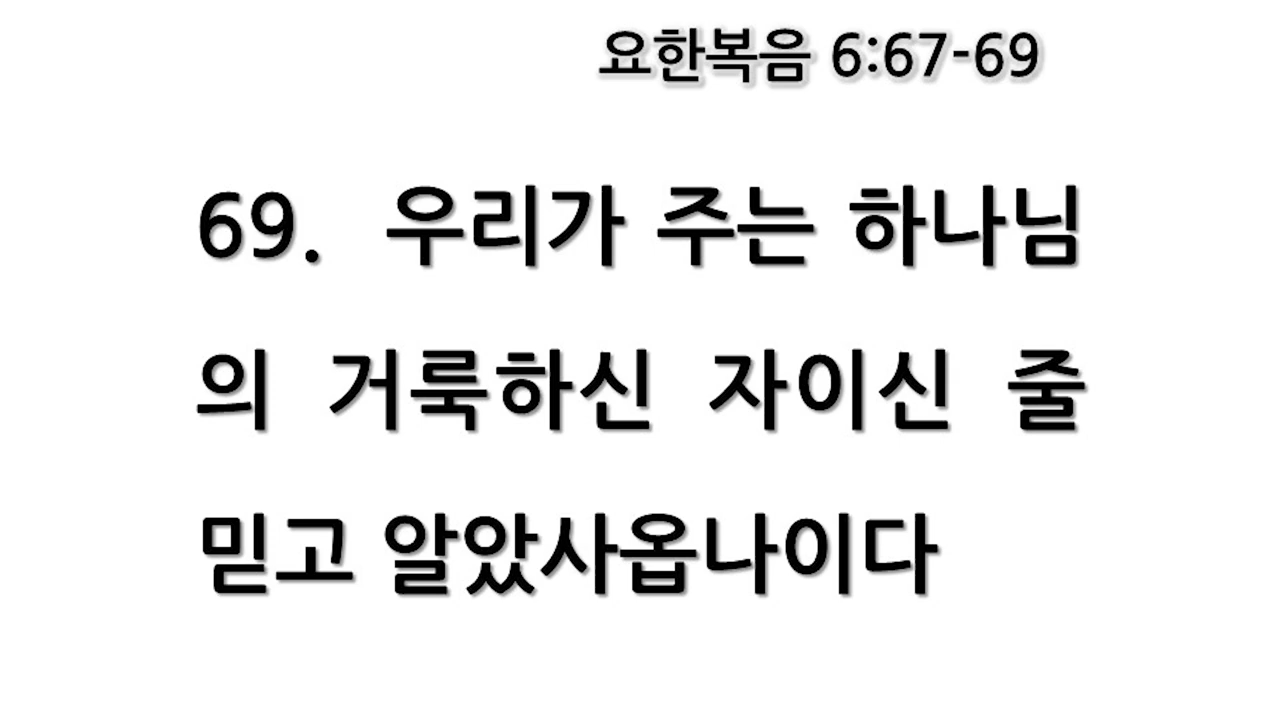 요한복음 6:67-69
69. 우리가 주는 하나님
의 거룩하신 자이신 줄
믿고 알았사옵나이다